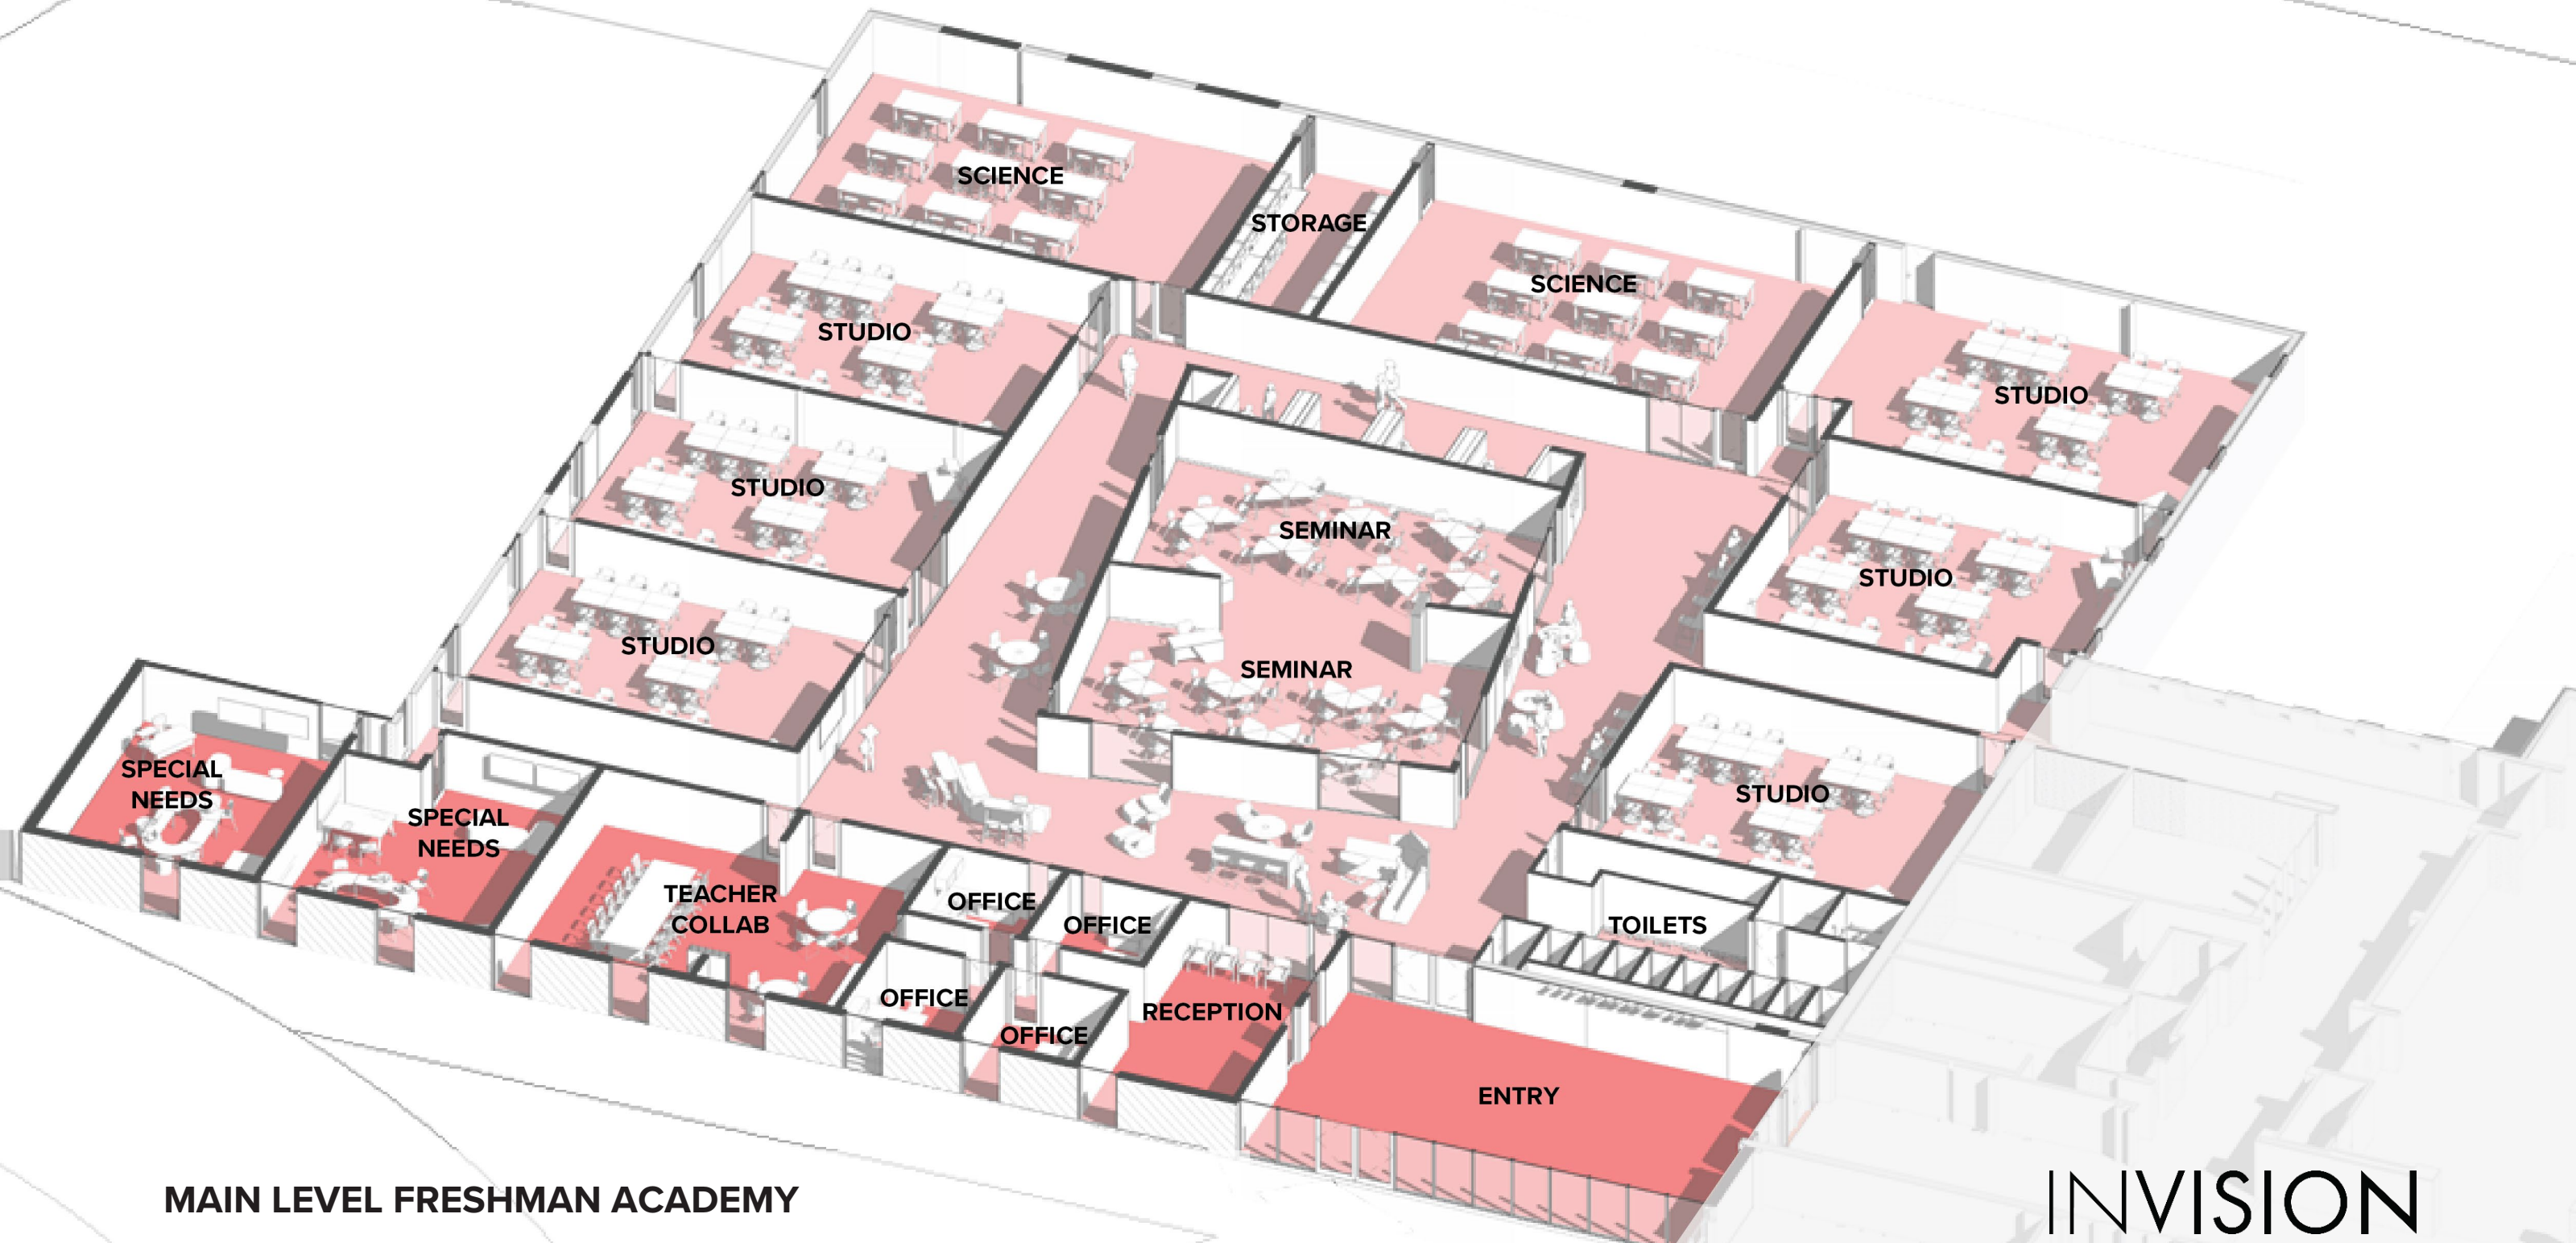 SCIENCE
STORAGE
SCIENCE
STUDIO
STUDIO
STUDIO
SEMINAR
STUDIO
STUDIO
SEMINAR
STUDIO
SPECIAL
NEEDS
SPECIAL
NEEDS
STUDIO
TEACHER
COLLAB
OFFICE
OFFICE
TOILETS
OFFICE
RECEPTION
OFFICE
ENTRY
MAIN LEVEL FRESHMAN ACADEMY
INVISION